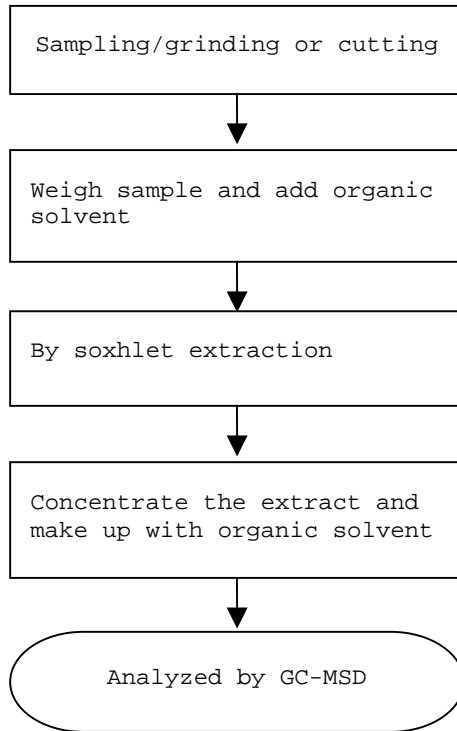 Sampling/grinding or cutting
Weigh sample and add organic
solvent
By soxhlet extraction
Concentrate the extract and
make up with organic solvent
Analyzed by GC-MSD